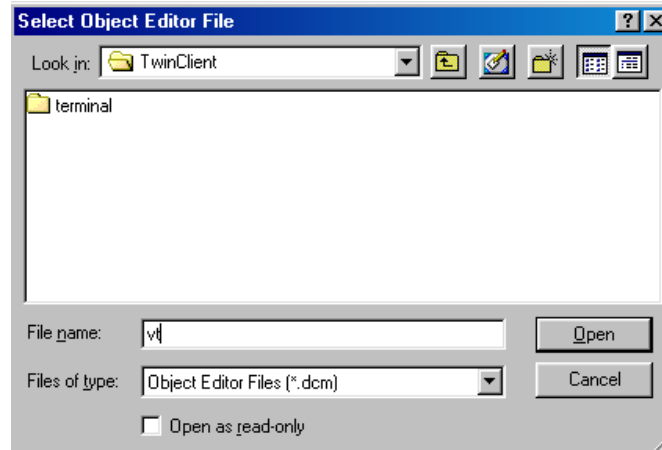 Select Object Editor File
Look in: TwinClient
terminal
File name: vt
Open
Files of type: Object Editor Files (*.dcm)
Cancel
Open as read-only